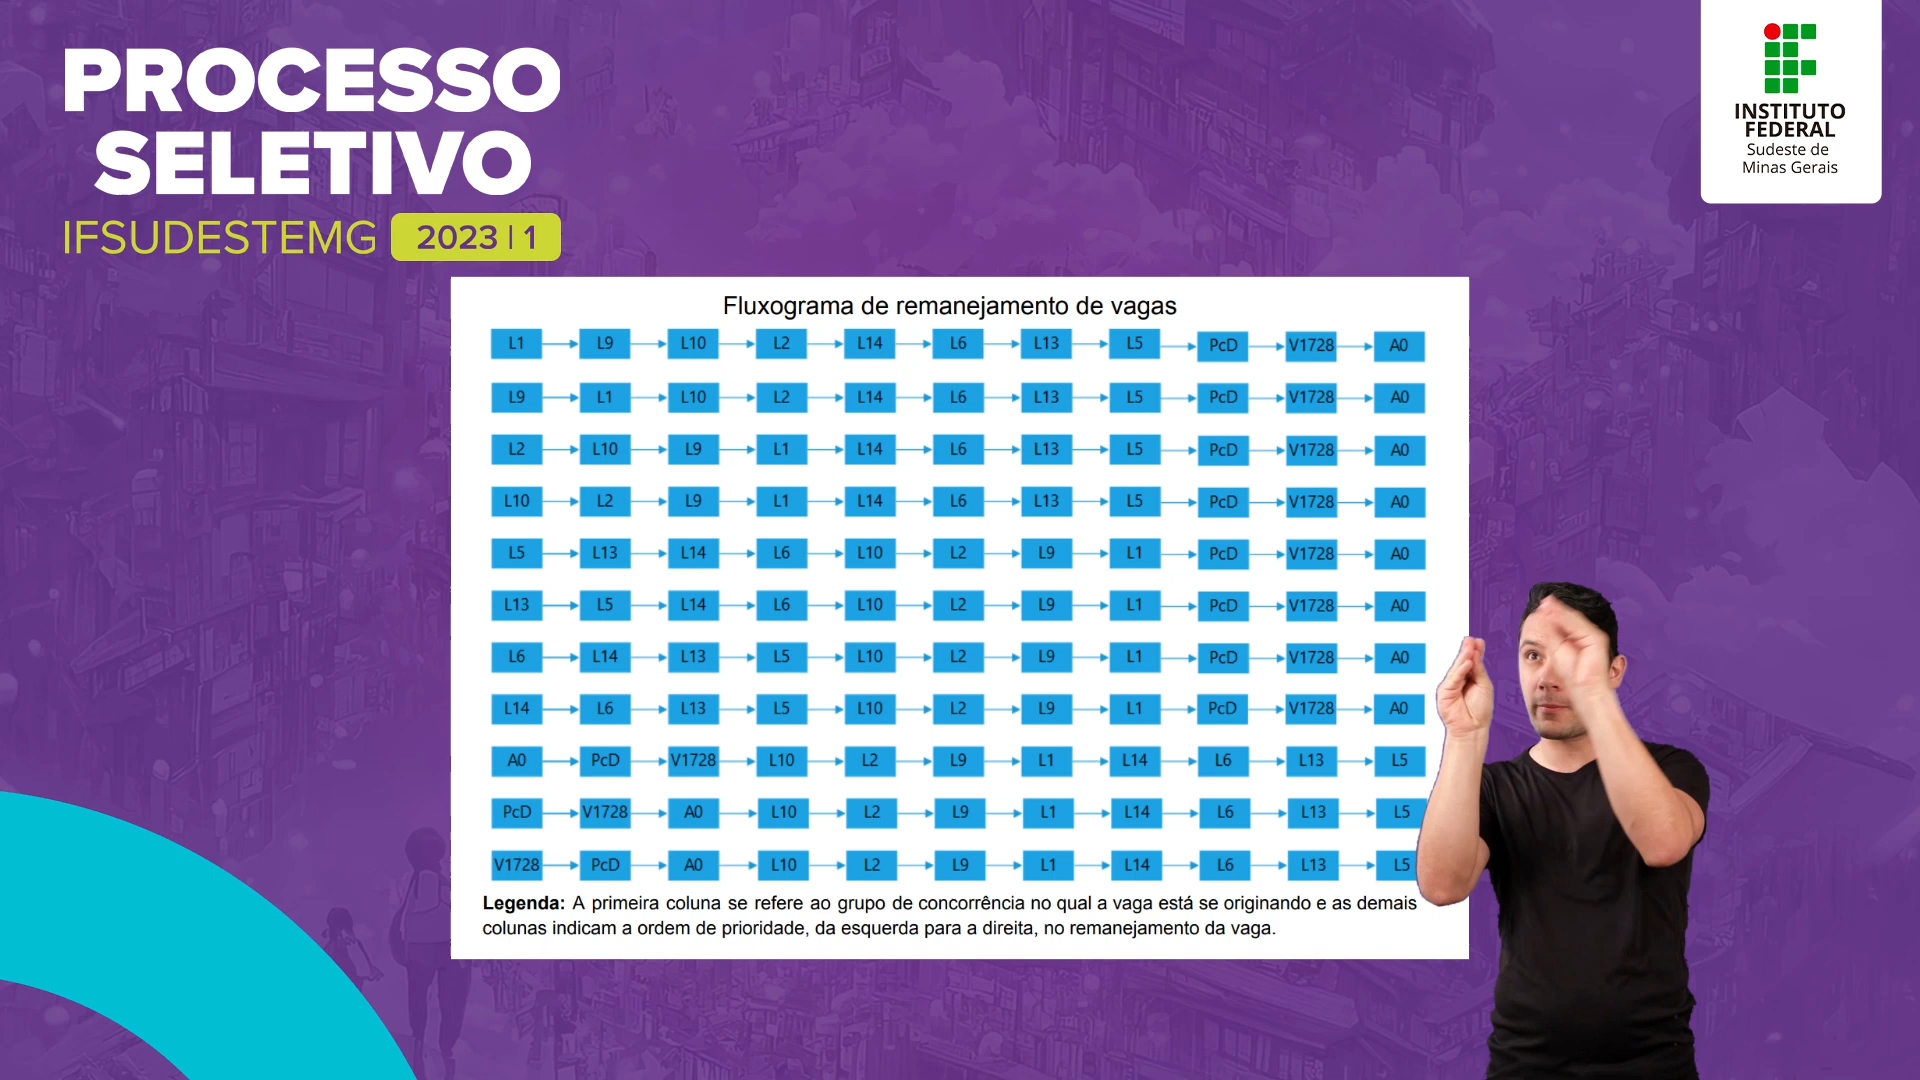 PROCESSO
SELETIVO
IFSUDESTEMG 2023 | 1
INSTITUTO
FEDERAL
Sudeste de
Minas Gerais
Fluxograma de remanejamento de vagas
L1 L9 L10 L2 L14 L6 L13 L5 PcD V1728 A0
L9 L1 L10 L2 L14 L6 L13 L5 PcD V1728 A0
L2 L10 L9 L1 L14 L6 L13 L5 PcD V1728 A0
L10 L2 L9 L1 L14 L6 L13 L5 PcD V1728 A0
L5 L13 L14 L6 L10 L2 L9 L1 PcD V1728 A0
L13 L5 L14 L6 L10 L2 L9 L1 PcD V1728 A0
L6 L14 L13 L5 L10 L2 L9 L1 PcD V1728 A0
L14 L6 L13 L5 L10 L2 L9 L1 PcD V1728 A0
A0 PcD V1728 L10 L2 L9 L1 L14 L6 L13 L5
PcD V1728 A0 L10 L2 L9 L1 L14 L6 L13 L5
V1728 PcD A0 L10 L2 L9 L1 L14 L6 L13 L5
Legenda: A primeira coluna se refere ao grupo de concorrência no qual a vaga está se originando e as demais
colunas indicam a ordem de prioridade, da esquerda para a direita, no remanejamento da vaga.